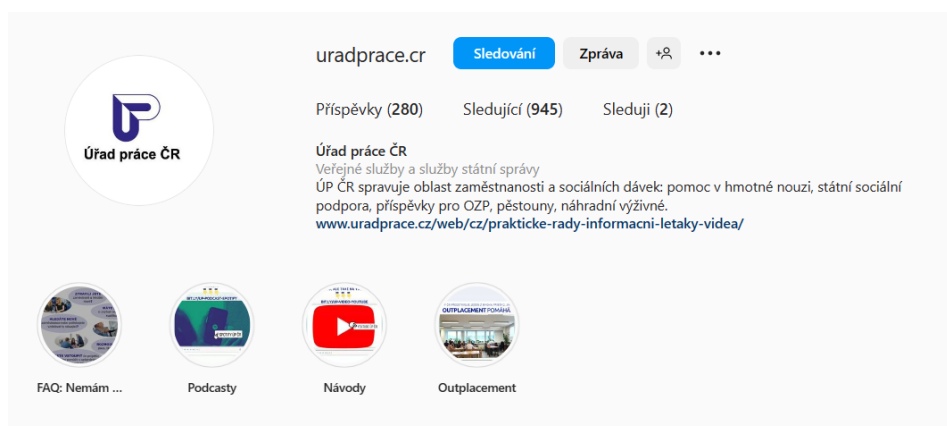 uradprace.cr
Sledování
Zpráva
Příspěvky (280)
Sledující (945)
Sleduji (2)
Úřad práce ČR
Úřad práce ČR
Veřejné služby a služby státní správy
ÚP ČR spravuje oblast zaměstnanosti a sociálních dávek: pomoc v hmotné nouzi, státní sociální
podpora, příspěvky pro OZP, pěstouny, náhradní výživné.
www.uradprace.cz/web/cz/prakticke-rady-informacni-letaky-videa/
OUTPLACEMENT POMÁHÁ
FAQ: Nemám ...
Podcasty
Návody
Outplacement